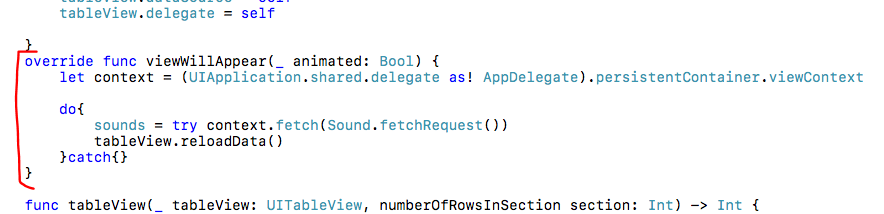 tableView.dataSource = self
tableView.delegate = self
}
override func viewWillAppear(_ animated: Bool) {
let context = (UIApplication.shared.delegate as! AppDelegate).persistentContainer.viewContext
do{
sounds = try context.fetch(Sound.fetchRequest())
tableView.reloadData()
}catch{}
}
func tableView(_ tableView: UITableView, numberOfRowsInSection section: Int) -> Int {